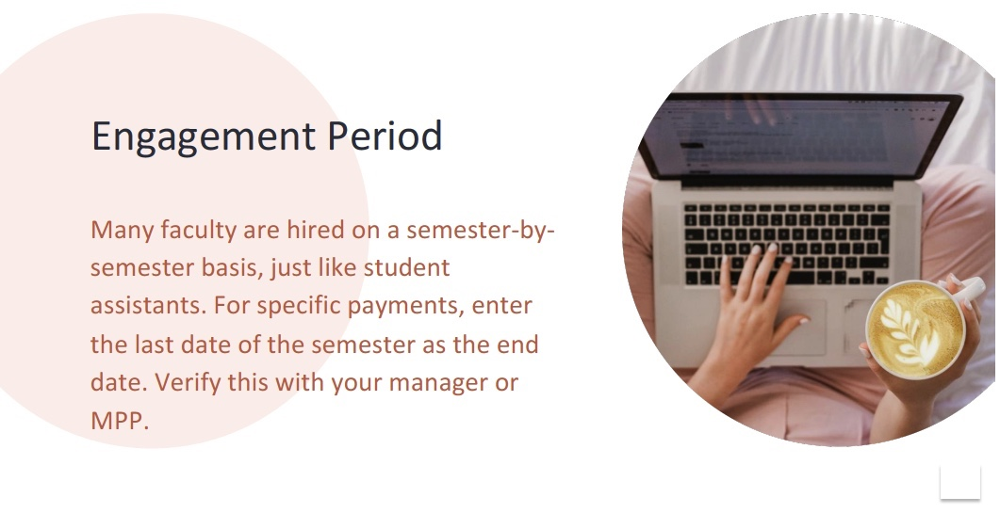 Engagement Period
Many faculty are hired on a semester-by-
semester basis, just like student
assistants. For specific payments, enter
the last date of the semester as the end
date. Verify this with your manager or
MPP.